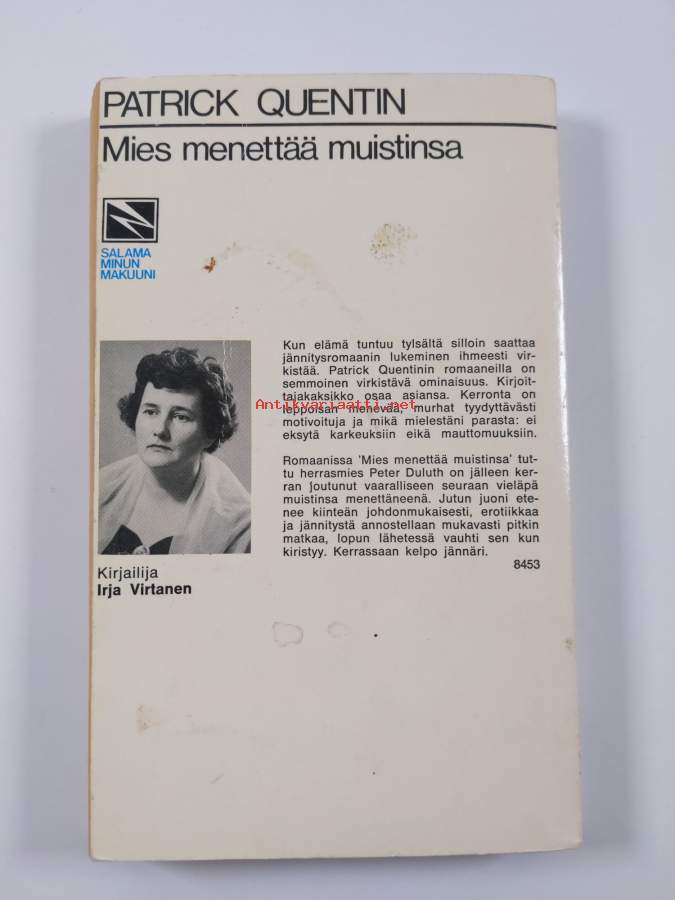 PATRICK QUENTIN
Mies menettää muistinsa
SALAMA
MINUN
MAKUUNI
Kun elämä tuntuu tylsältä silloin saattaa
jännitysromaanin lukeminen ihmeesti vir-
kistää. Patrick Quentinin romaaneilla on
semmoinen virkistävä ominaisuus. Kirjoit-
tajakaksikko osaa asiansa. Kerronta on
Antikvariaatti.net
leppoisan menevää, murhat tyydyttävästi
motivoituja ja mikä mielestäni parasta: ei
eksytä karkeuksiin eikä mauttomuuksiin.
Romaanissa 'Mies menettää muistinsa' tut-
tu herrasmies Peter Duluth on jälleen ker-
ran joutunut vaaralliseen seuraan vieläpä
muistinsa menettäneenä. Jutun juoni ete-
nee kiinteän johdonmukaisesti, erotiikkaa
ja jännitystä annostellaan mukavasti pitkin
matkaa, lopun lähetessä vauhti sen kun
kiristyy. Kerrassaan kelpo jännäri.
8453
Kirjailija
Irja Virtanen